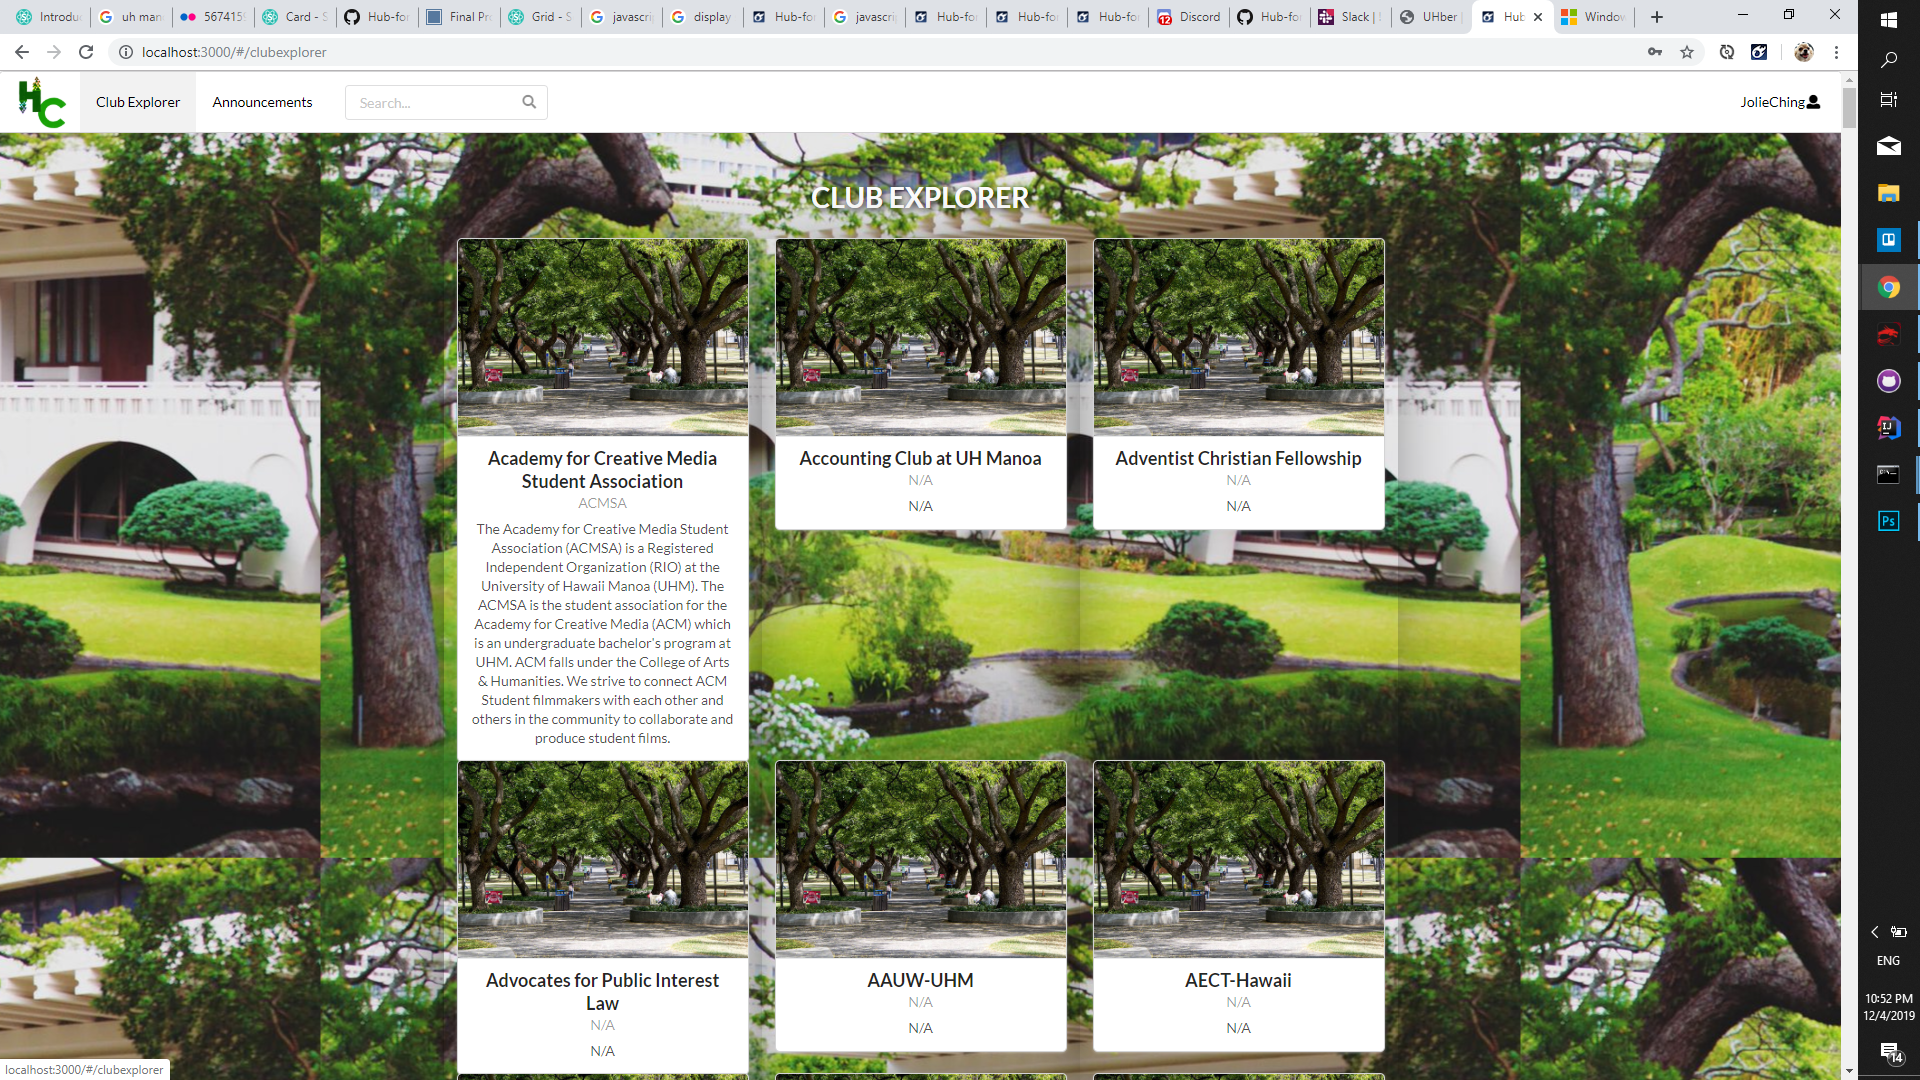 Introduc
uh man
5674159
Card - S
Hub-for
Final Pro
Grid - S
javascrip
display
Hub-for
javascrip
Hub-for
Hub-for
Hub-for
Discord
Hub-for
Slack |
UHber
Hub
Window
localhost:3000/#/clubexplorer
HC
Club Explorer
Announcements
Search...
JolieChing
CLUB EXPLORER
Academy for Creative Media
Student Association
ACMSA
The Academy for Creative Media Student
Association (ACMSA) is a Registered
Independent Organization (RIO) at the
University of Hawaii Manoa (UHM). The
ACMSA is the student association for the
Academy for Creative Media (ACM) which
is an undergraduate bachelor's program at
UHM. ACM falls under the College of Arts
& Humanities. We strive to connect ACM
Student filmmakers with each other and
others in the community to collaborate and
produce student films.
Accounting Club at UH Manoa
N/A
N/A
Adventist Christian Fellowship
N/A
N/A
Advocates for Public Interest
Law
N/A
N/A
AAUW-UHM
N/A
N/A
AECT-Hawaii
N/A
N/A
localhost:3000/#/clubexplorer
Ps
ENG
10:52 PM
12/4/2019
14